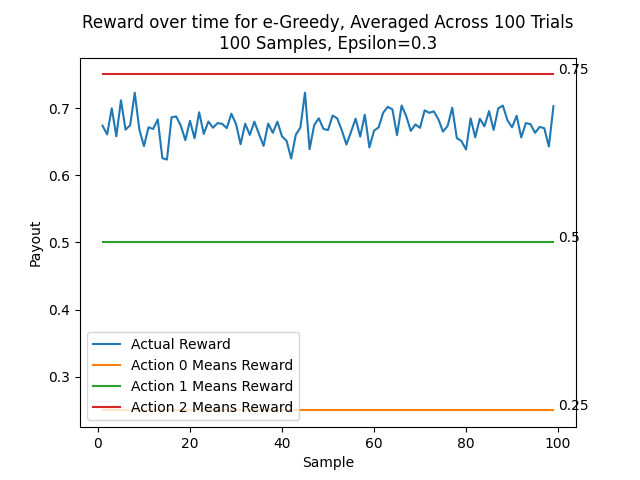 Reward over time for e-Greedy, Averaged Across 100 Trials
100 Samples, Epsilon=0.3
0.75
0.7
0.6
0.5
0.5
0.4
0.3
0.25
Payout
Actual Reward
Action 0 Means Reward
Action 1 Means Reward
Action 2 Means Reward
0 20 40 60 80 100
Sample